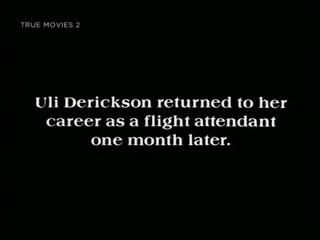 TRUE MOVIES 2
Uli Derickson returned to her
career as a flight attendant
one month later.